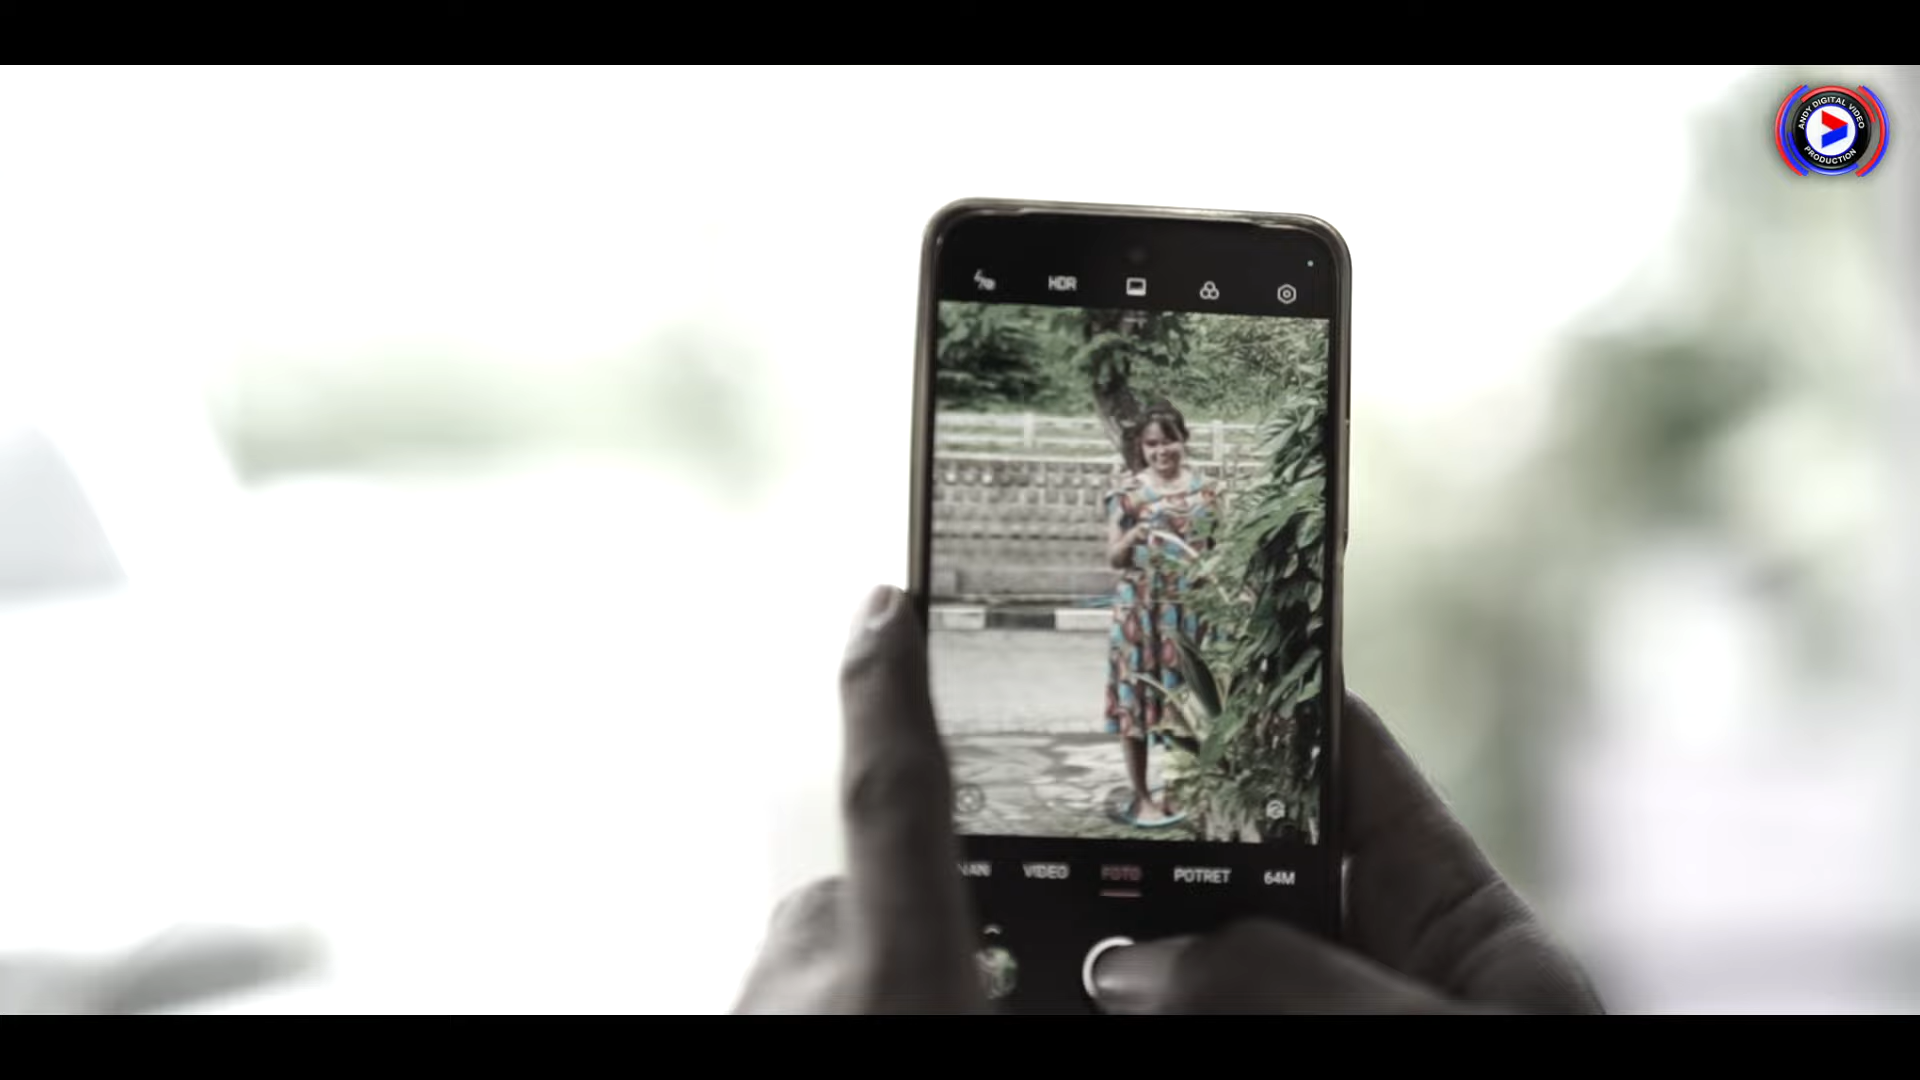 ANDY DIGITAL VIDEO
PRODUCTION
HDR
VIDEO FOTO POTRET 64M